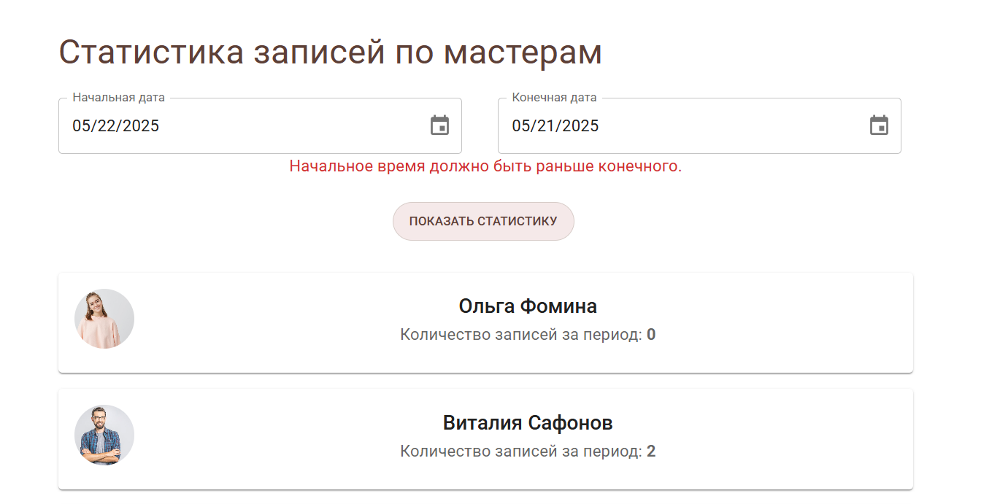 Статистика записей по мастерам
Начальная дата
Конечная дата
05/22/2025
05/21/2025
Начальное время должно быть раньше конечного.
ПОКАЗАТЬ СТАТИСТИКУ
Ольга Фомина
Количество записей за период: 0
Виталия Сафонов
Количество записей за период: 2